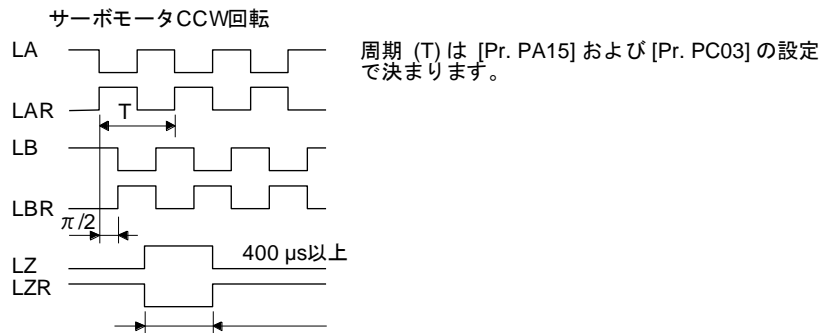 サーボモータCCW回転
LA
周期 (T) は [Pr. PA15] および [Pr. PC03] の設定
で決まります。
LAR
T
LB
LBR
π/2
400 μs以上
LZ
LZR